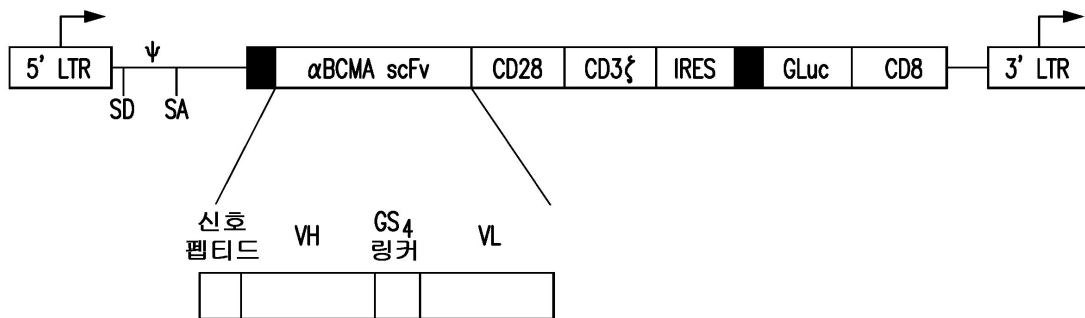 ψ
5' LTR αBCMA scFv CD28 CD3ζ IRES GLuc CD8 3' LTR
SD SA
신호 펩티드 VH GS4 링커 VL